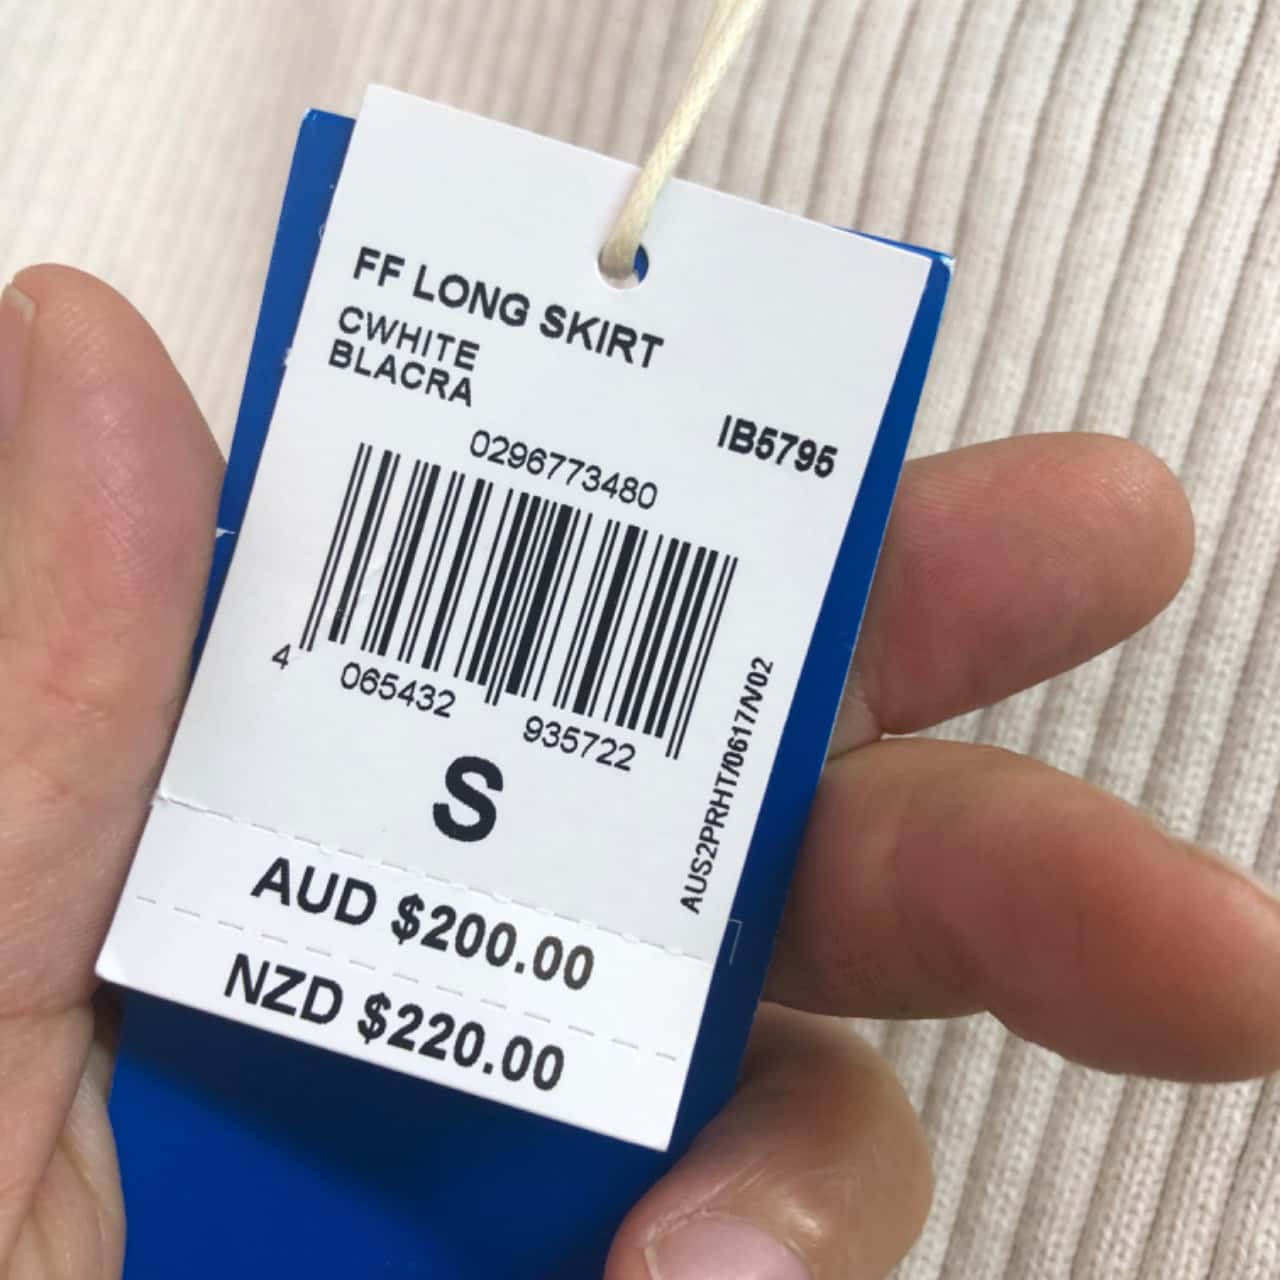 FF LONG SKIRT
CWHITE
BLACRA
IB5795
0296773480
4 065432 935722
S
AUS2PRHT/0617/V02
AUD $200.00
NZD $220.00